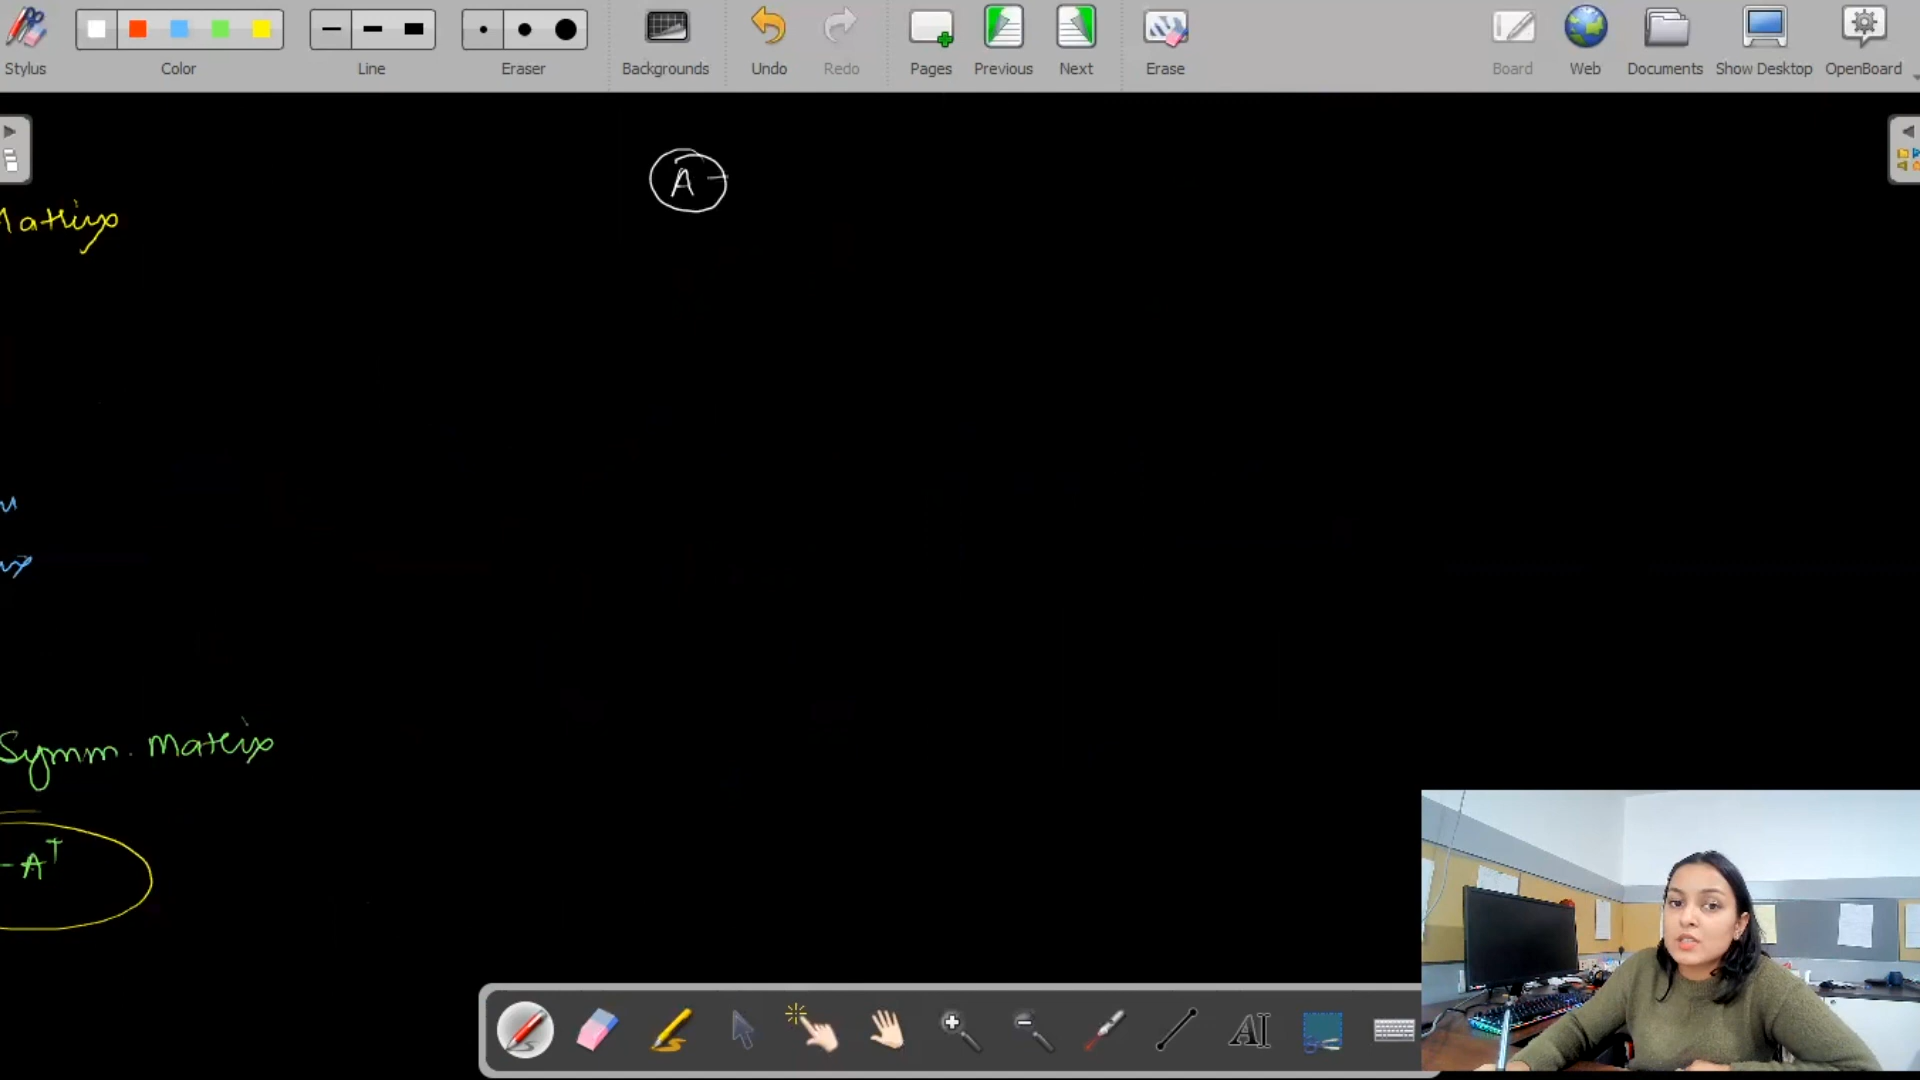 Stylus
Color
Line
Eraser
Backgrounds
Undo
Redo
Pages
Previous
Next
Erase
Board
Web
Documents
Show Desktop
OpenBoard
A
Matrix
Symm. Matrix
- Aᵀ
AI